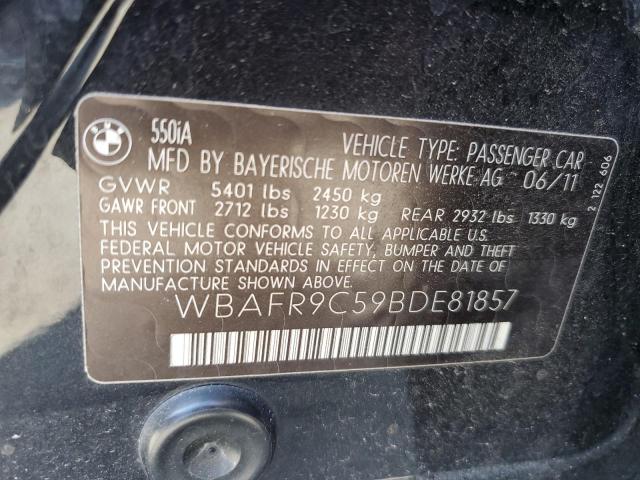 BMW
550iA
VEHICLE TYPE: PASSENGER CAR
MFD BY BAYERISCHE MOTOREN WERKE AG 06/11
GVWR 5401 lbs 2450 kg
GAWR FRONT 2712 lbs 1230 kg REAR 2932 lbs 1330 kg
THIS VEHICLE CONFORMS TO ALL APPLICABLE U.S.
FEDERAL MOTOR VEHICLE SAFETY, BUMPER AND THEFT
PREVENTION STANDARDS IN EFFECT ON THE DATE OF
MANUFACTURE SHOWN ABOVE.
WBAFR9C59BDE81857
2 122 606